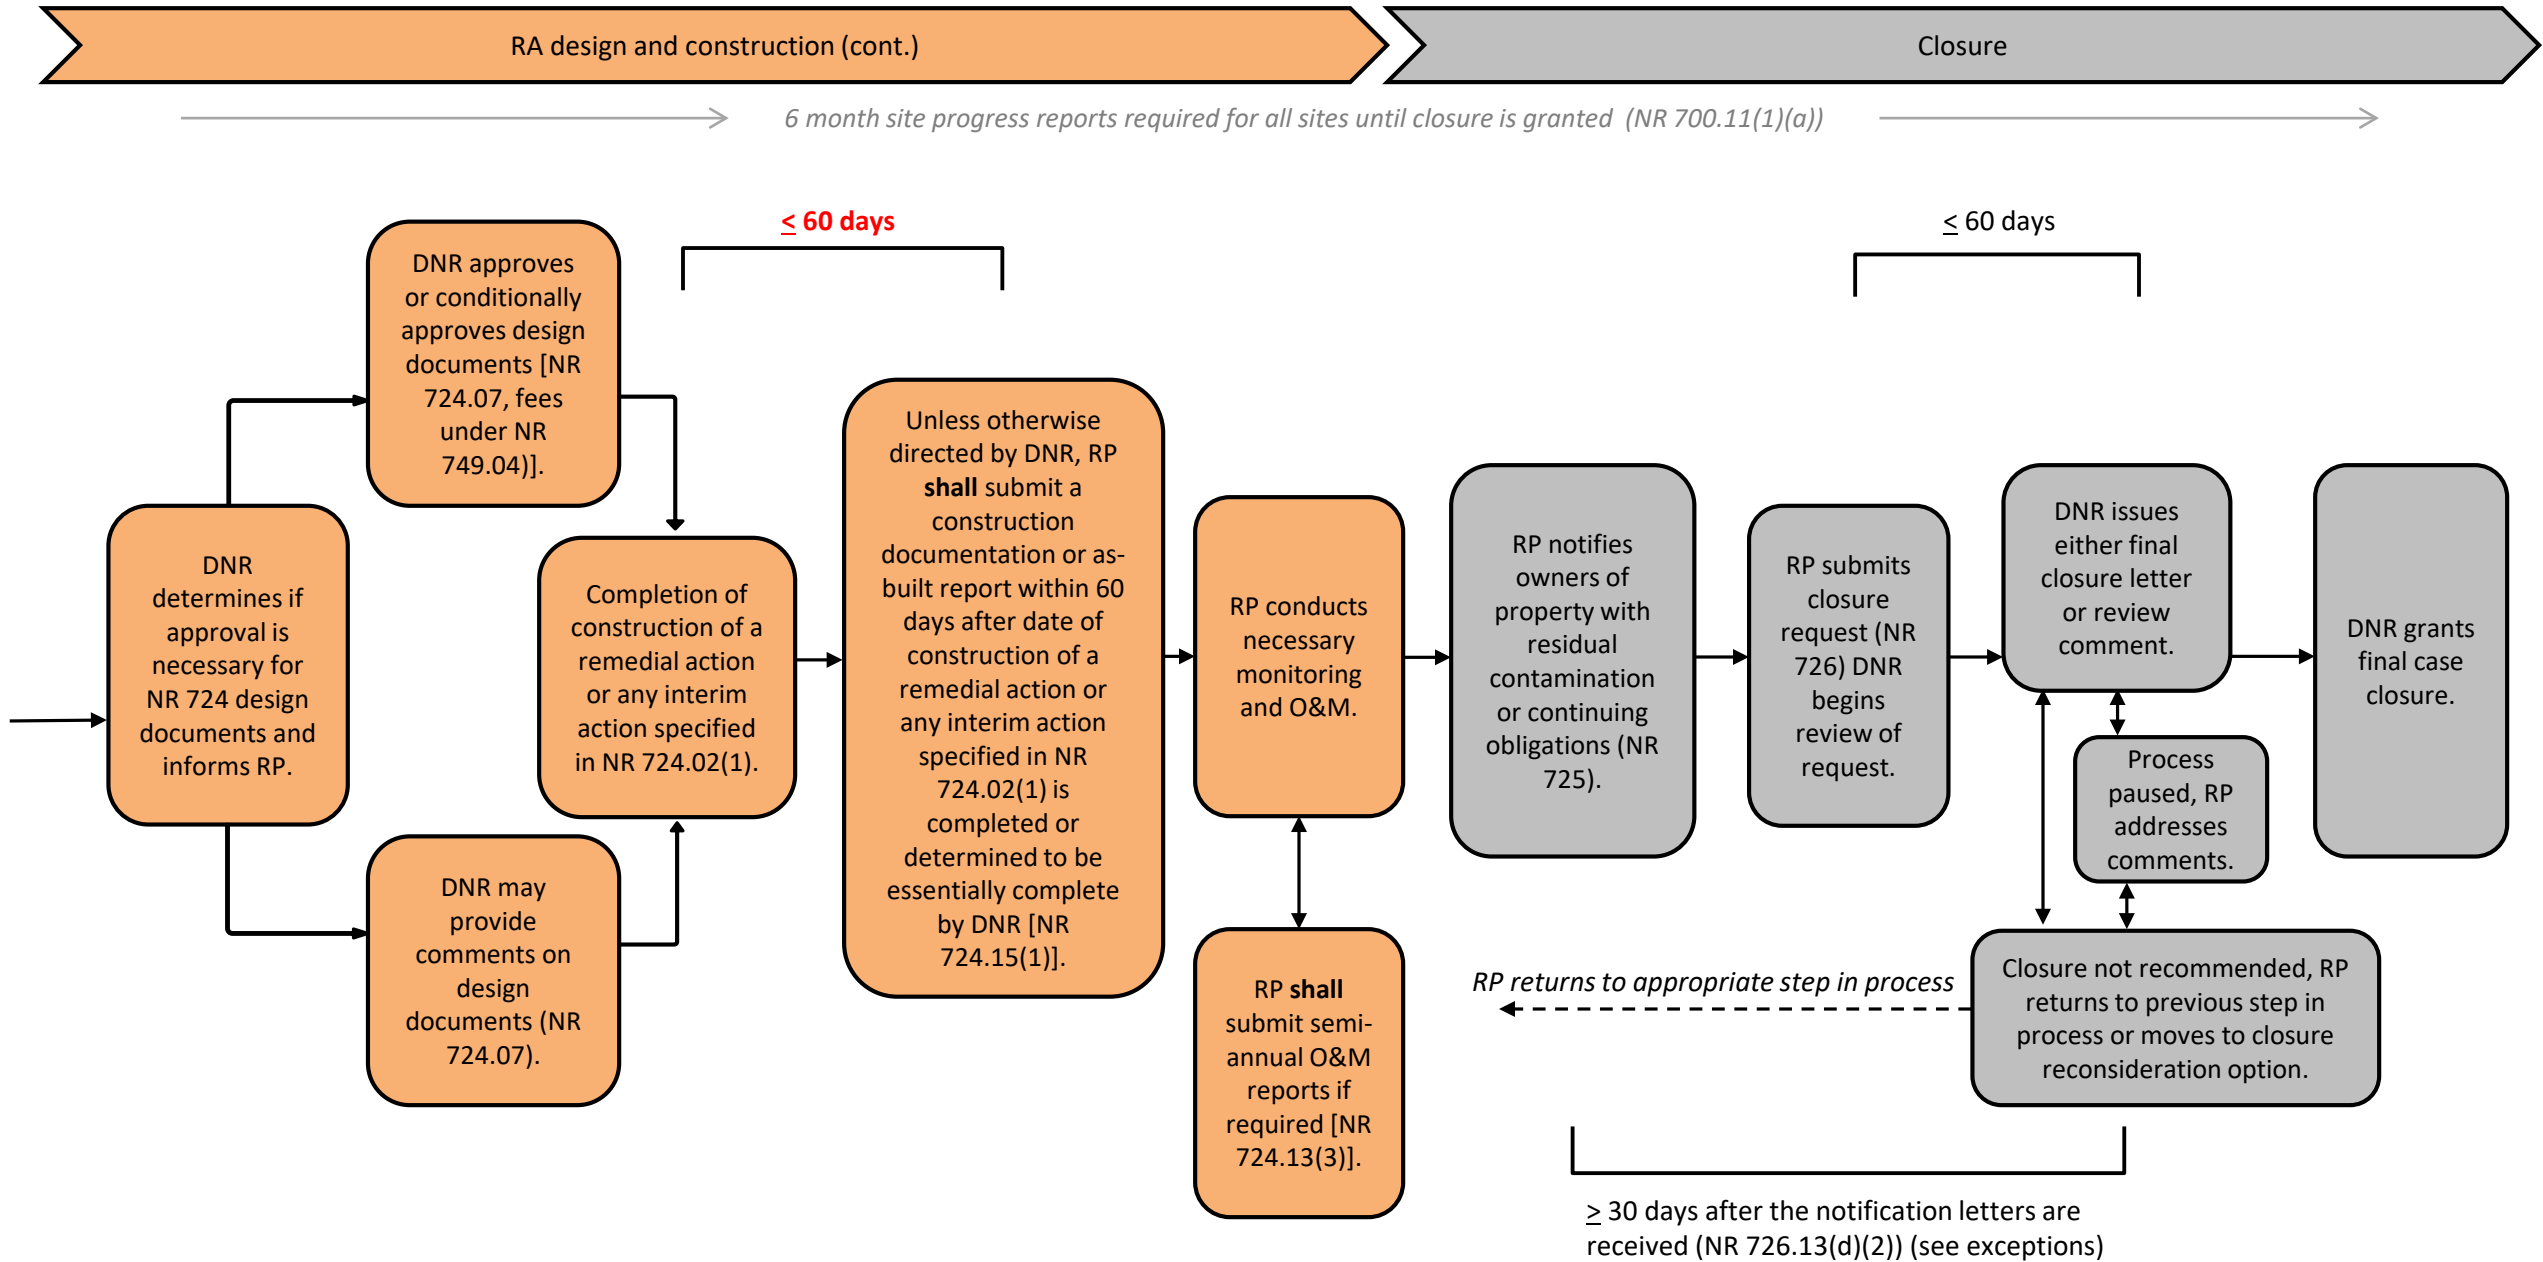 RA design and construction (cont.)
Closure
6 month site progress reports required for all sites until closure is granted  (NR 700.11(1)(a))
< 60 days
< 60 days
DNR approves
or conditionally
approves design
documents [NR
724.07, fees
under NR
749.04)].
DNR
determines if
approval is
necessary for
NR 724 design
documents and
informs RP.
DNR may
provide
comments on
design
documents (NR
724.07).
Completion of
construction of a
remedial action
or any interim
action specified
in NR 724.02(1).
Unless otherwise
directed by DNR, RP
shall submit a
construction
documentation or as-
built report within 60
days after date of
construction of a
remedial action or
any interim action
specified in NR
724.02(1) is
completed or
determined to be
essentially complete
by DNR [NR
724.15(1)].
RP conducts
necessary
monitoring
and O&M.
RP shall
submit semi-
annual O&M
reports if
required [NR
724.13(3)].
RP notifies
owners of
property with
residual
contamination
or continuing
obligations (NR
725).
RP submits
closure
request (NR
726) DNR
begins
review of
request.
DNR issues
either final
closure letter
or review
comment.
Process
paused, RP
addresses
comments.
DNR grants
final case
closure.
Closure not recommended, RP
returns to previous step in
process or moves to closure
reconsideration option.
RP returns to appropriate step in process
> 30 days after the notification letters are
received (NR 726.13(d)(2)) (see exceptions)